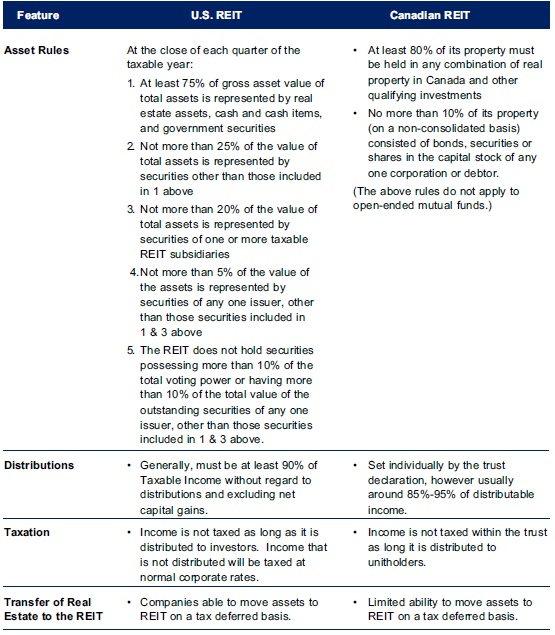 Feature U.S. REIT Canadian REIT
Asset Rules
At the close of each quarter of the
taxable year:
1. At least 75% of gross asset value of
total assets is represented by real
estate assets, cash and cash items,
and government securities
2. Not more than 25% of the value of
total assets is represented by
securities other than those included
in 1 above
3. Not more than 20% of the value of
total assets is represented by
securities of one or more taxable
REIT subsidiaries
4. Not more than 5% of the value of
the assets is represented by
securities of any one issuer, other
than those securities included in
1 & 3 above
5. The REIT does not hold securities
possessing more than 10% of the
total voting power or having more
than 10% of the total value of the
outstanding securities of any one
issuer, other than those securities
included in 1 & 3 above.
• At least 80% of its property must
be held in any combination of real
property in Canada and other
qualifying investments
• No more than 10% of its property
(on a non-consolidated basis)
consisted of bonds, securities or
shares in the capital stock of any
one corporation or debtor.
(The above rules do not apply to
open-ended mutual funds.)
Distributions
• Generally, must be at least 90% of
Taxable Income without regard to
distributions and excluding net
capital gains.
• Set individually by the trust
declaration, however usually
around 85%-95% of distributable
income.
Taxation
• Income is not taxed as long as it is
distributed to investors. Income that
is not distributed will be taxed at
normal corporate rates.
• Income is not taxed within the trust
as long it is distributed to
unitholders.
Transfer of Real
Estate to the REIT
• Companies able to move assets to
REIT on a tax deferred basis.
• Limited ability to move assets to
REIT on a tax deferred basis.